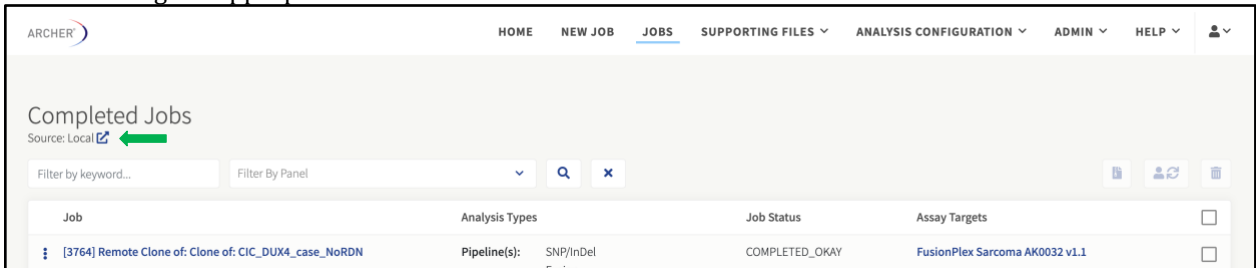 ARCHER®
HOME NEW JOB JOBS SUPPORTING FILES ANALYSIS CONFIGURATION ADMIN HELP
Completed Jobs
Source: Local
Filter by keyword... Filter By Panel
Job Analysis Types Job Status Assay Targets
[3764] Remote Clone of: Clone of: CIC_DUX4_case_NoRDN Pipeline(s): SNP/InDel COMPLETED_OKAY FusionPlex Sarcoma AK0032 v1.1